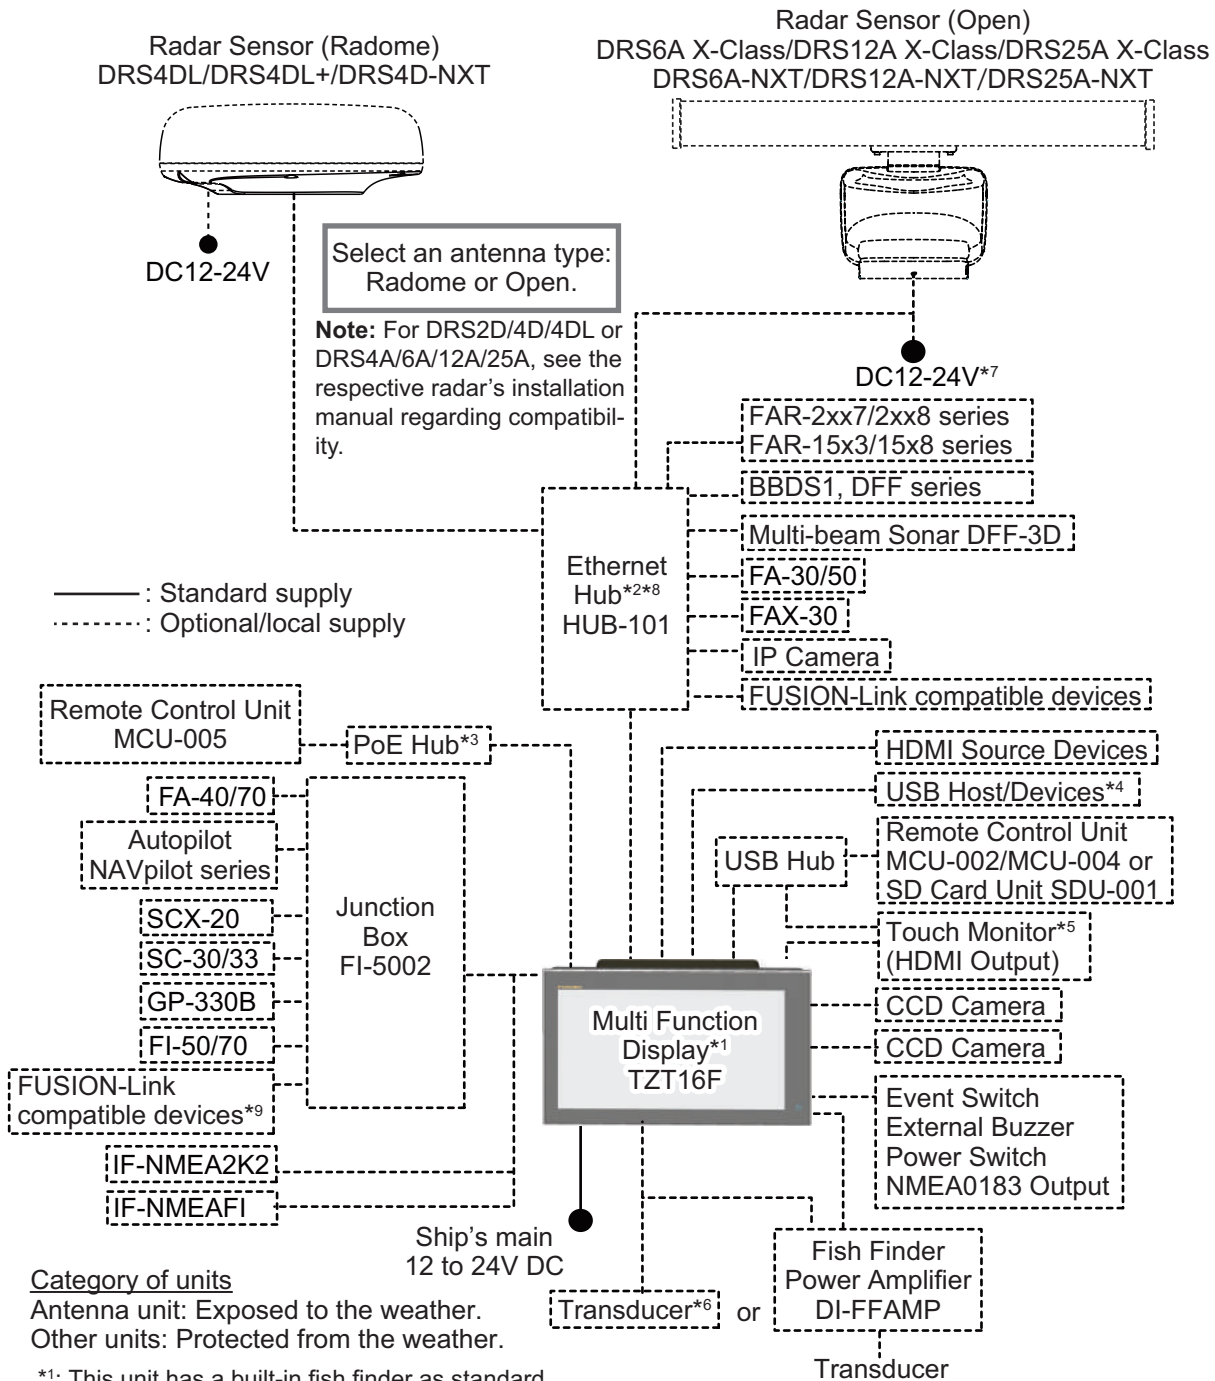 Radar Sensor (Open)
DRS6A X-Class/DRS12A X-Class/DRS25A X-Class
DRS6A-NXT/DRS12A-NXT/DRS25A-NXT
Radar Sensor (Radome)
DRS4DL/DRS4DL+/DRS4D-NXT
DC12-24V
Select an antenna type:
Radome or Open.
Note: For DRS2D/4D/4DL or
DRS4A/6A/12A/25A, see the
respective radar's installation
manual regarding compatibil-
ity.
DC12-24V*7
FAR-2xx7/2xx8 series
FAR-15x3/15x8 series
BBDS1, DFF series
Multi-beam Sonar DFF-3D
FA-30/50
FAX-30
IP Camera
FUSION-Link compatible devices
Ethernet
Hub*2*8
HUB-101
: Standard supply
: Optional/local supply
Remote Control Unit
MCU-005
PoE Hub*3
FA-40/70
Autopilot
NAVpilot series
SCX-20
SC-30/33
GP-330B
FI-50/70
FUSION-Link
compatible devices*9
IF-NMEA2K2
IF-NMEAFI
Junction
Box
FI-5002
HDMI Source Devices
USB Host/Devices*4
USB Hub
Remote Control Unit
MCU-002/MCU-004 or
SD Card Unit SDU-001
Touch Monitor*5
(HDMI Output)
CCD Camera
CCD Camera
Multi Function
Display*1
TZT16F
Event Switch
External Buzzer
Power Switch
NMEA0183 Output
Ship's main
12 to 24V DC
Transducer*6 or
Fish Finder
Power Amplifier
DI-FFAMP
Transducer
Category of units
Antenna unit: Exposed to the weather.
Other units: Protected from the weather.
*1: This unit has a built-in fish finder as standard